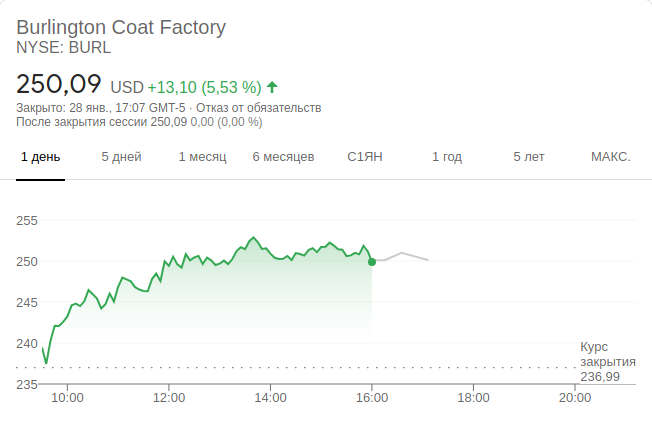 Burlington Coat Factory
NYSE: BURL
250,09 USD +13,10 (5,53 %)
Закрыто: 28 янв., 17:07 GMT-5 · Отказ от обязательств
После закрытия сессии 250,09 0,00 (0,00 %)
1 день 5 дней 1 месяц 6 месяцев С1ЯН 1 год 5 лет МАКС.
255
250
245
240
Курс
закрытия
236,99
235
10:00 12:00 14:00 16:00 18:00 20:00